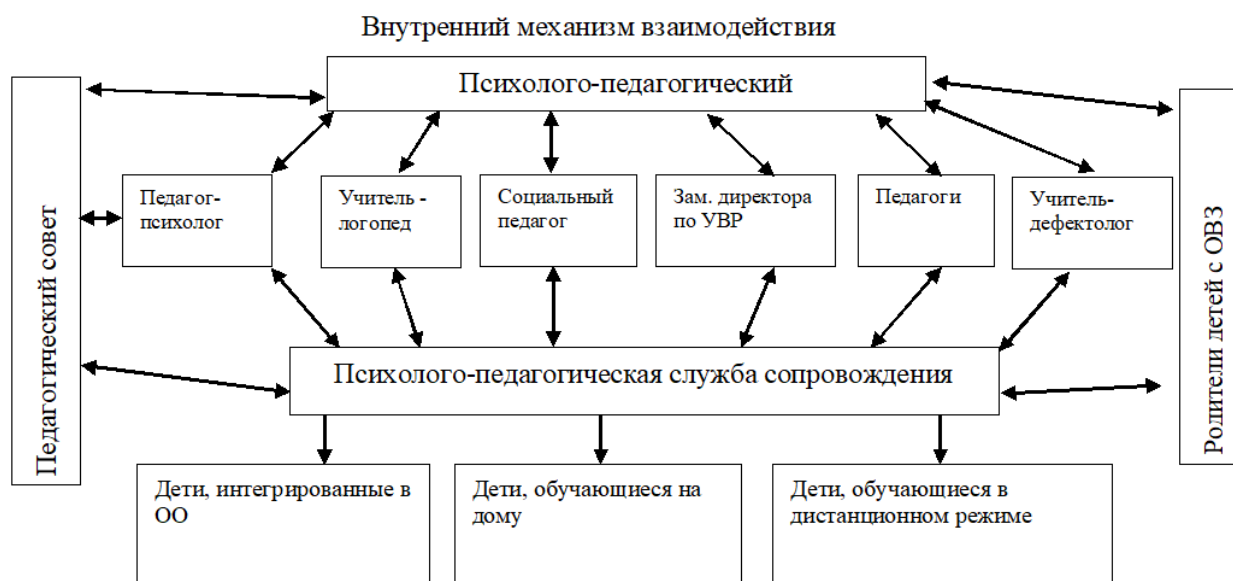 Внутренний механизм взаимодействия
Психолого-педагогический
Педагогический совет
Родители детей с ОВЗ
Педагог-
психолог
Учитель -
логопед
Социальный
педагог
Зам. директора
по УВР
Педагоги
Учитель-
дефектолог
Психолого-педагогическая служба сопровождения
Дети, интегрированные в
ОО
Дети, обучающиеся на
дому
Дети, обучающиеся в
дистанционном режиме